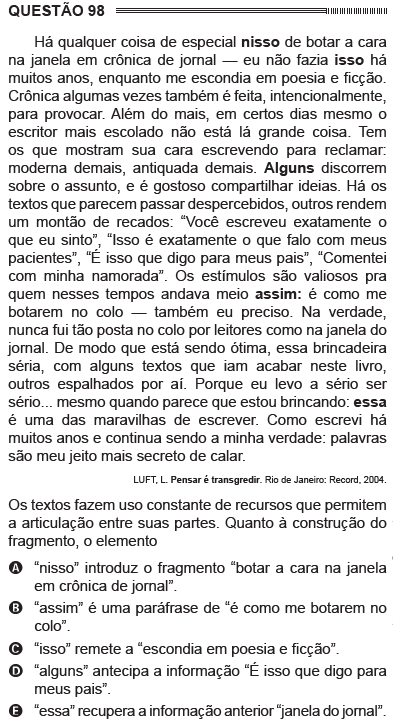 QUESTÃO 98
Há qualquer coisa de especial nisso de botar a cara
na janela em crônica de jornal — eu não fazia isso há
muitos anos, enquanto me escondia em poesia e ficção.
Crônica algumas vezes também é feita, intencionalmente,
para provocar. Além do mais, em certos dias mesmo o
escritor mais escolado não está lá grande coisa. Tem
os que mostram sua cara escrevendo para reclamar:
moderna demais, antiquada demais. Alguns discorrem
sobre o assunto, e é gostoso compartilhar ideias. Há os
textos que parecem passar despercebidos, outros rendem
um montão de recados: “Você escreveu exatamente o
que eu sinto”, “Isso é exatamente o que falo com meus
pacientes”, “É isso que digo para meus pais”, “Comentei
com minha namorada”. Os estímulos são valiosos pra
quem nesses tempos andava meio assim: é como me
botarem no colo — também eu preciso. Na verdade,
nunca fui tão posta no colo por leitores como na janela do
jornal. De modo que está sendo ótima, essa brincadeira
séria, com alguns textos que iam acabar neste livro,
outros espalhados por aí. Porque eu levo a sério ser
sério... mesmo quando parece que estou brincando: essa
é uma das maravilhas de escrever. Como escrevi há
muitos anos e continua sendo a minha verdade: palavras
são meu jeito mais secreto de calar.
LUFT, L. Pensar é transgredir. Rio de Janeiro: Record, 2004.
Os textos fazem uso constante de recursos que permitem
a articulação entre suas partes. Quanto à construção do
fragmento, o elemento
A “nisso” introduz o fragmento “botar a cara na janela
em crônica de jornal”.
B “assim” é uma paráfrase de “é como me botarem no
colo”.
C “isso” remete a “escondia em poesia e ficção”.
D “alguns” antecipa a informação “É isso que digo para
meus pais”.
E “essa” recupera a informação anterior “janela do jornal”.